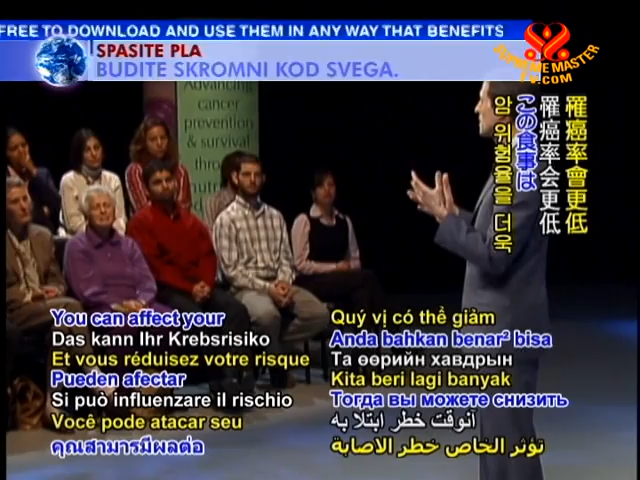 FREE TO DOWNLOAD AND USE THEM IN ANY WAY THAT BENEFITS
SPASITE PLA
BUDITE SKROMNI KOD SVEGA.
SUPREME MASTER
TV.COM
Advancing
cancer
prevention
& survival
through
罹癌率會更低
罹癌率会更低
この食事は
암 위험율을 더욱
You can affect your
Das kann Ihr Krebsrisiko
Et vous réduisez votre risque
Pueden afectar
Si può influenzare il rischio
Você pode atacar seu
คุณสามารมีผลต่อ
Quý vị có thể giảm
Anda bahkan benar² bisa
Та өөрийн хавдрын
Kita beri lagi banyak
Тогда вы можете снизить
آنوقت خطر ابتلا به
تؤثر الخاص خطر الاصابة